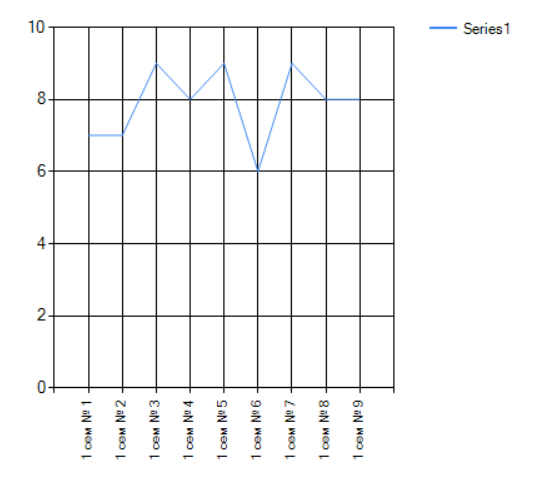 10
Series1
8
6
4
2
0
1 сем № 1
1 сем № 2
1 сем № 3
1 сем № 4
1 сем № 5
1 сем № 6
1 сем № 7
1 сем № 8
1 сем № 9